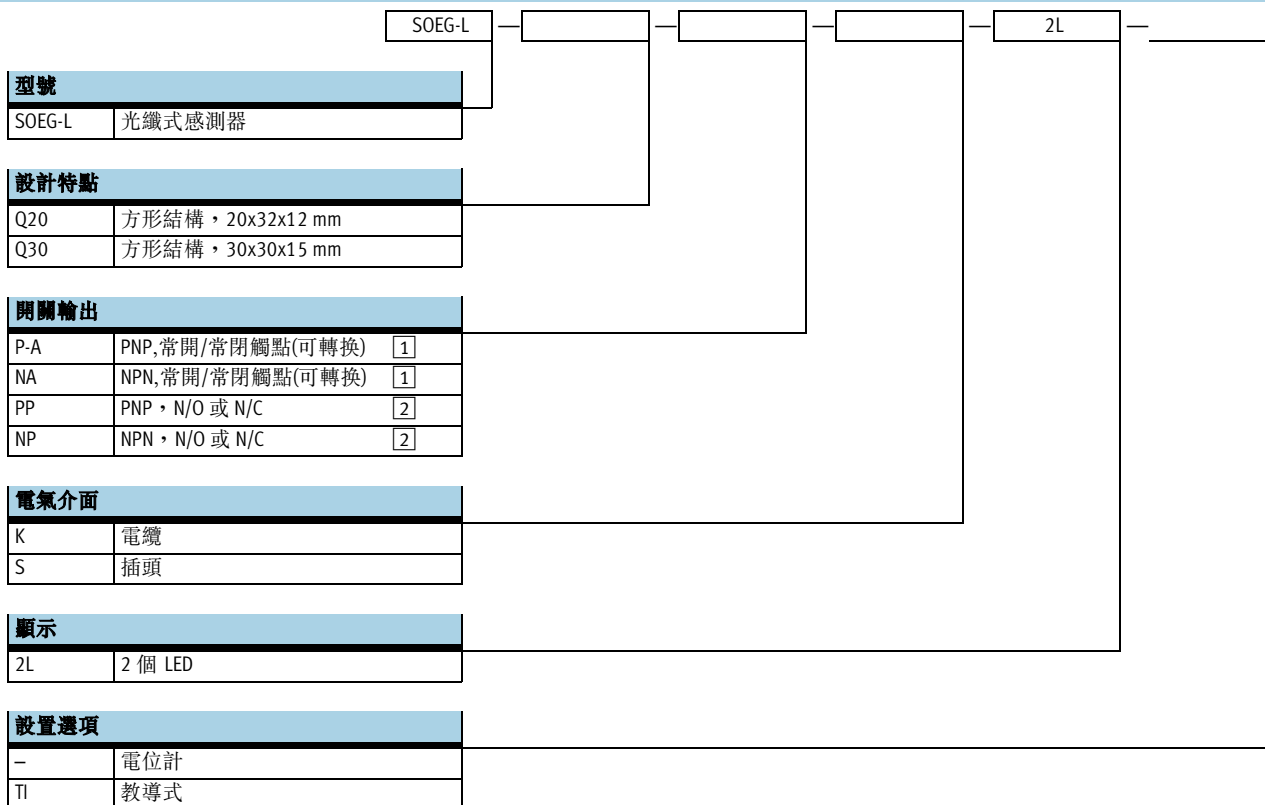 SOEG-L — — — — 2L —
型號
SOEG-L 光纖式感測器
設計特點
Q20 方形結構，20x32x12 mm
Q30 方形結構，30x30x15 mm
開關輸出
P-A PNP,常開/常閉觸點(可轉换) 1
NA NPN,常開/常閉觸點(可轉换) 1
PP PNP，N/O 或 N/C 2
NP NPN，N/O 或 N/C 2
電氣介面
K 電纜
S 插頭
顯示
2L 2 個 LED
設置選項
– 電位計
TI 教導式